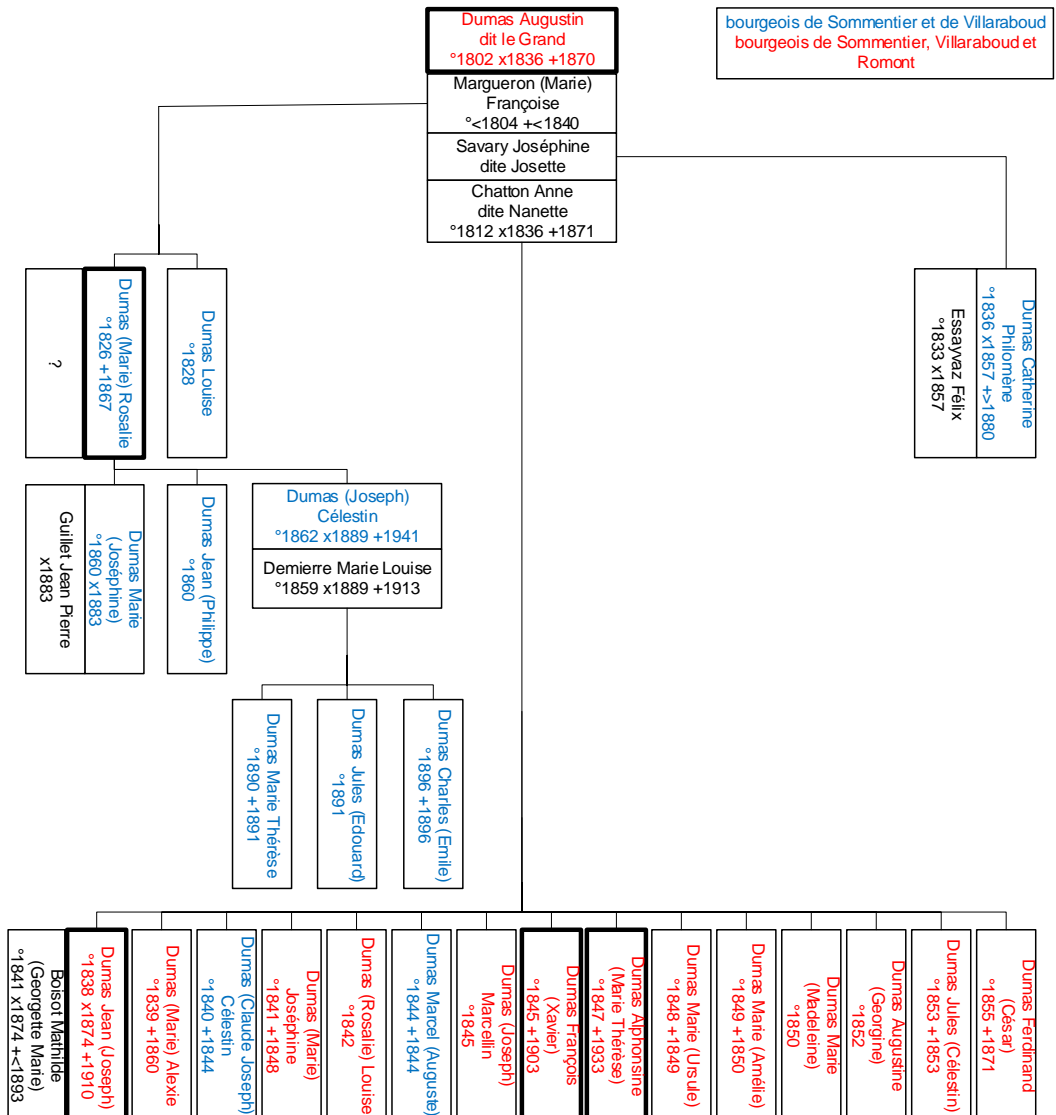 Dumas Augustin
dit le Grand
°1802 x1836 +1870
Margueron (Marie)
Françoise
°<1804 +<1840
Savary Joséphine
dite Josette
Chatton Anne
dite Nanette
°1812 x1836 +1871
bourgeois de Sommentier et de Villaraboud
bourgeois de Sommentier, Villaraboud et
Romont
?
Dumas (Marie) Rosalie
°1826 +1867
Dumas Louise
°1828
Dumas Catherine
Philomène
°1836 x1857 +>1880
Essayvaz Félix
°1833 x1857
Dumas Marie
(Joséphine)
°1860 x1883
Guillet Jean Pierre
x1883
Dumas Jean (Philippe)
°1860
Dumas (Joseph)
Célestin
°1862 x1889 +1941
Demierre Marie Louise
°1859 x1889 +1913
Dumas Marie Thérèse
°1890 +1891
Dumas Jules (Edouard)
°1891
Dumas Charles (Emile)
°1896 +1896
Boisot Mathilde
(Georgette Marie)
°1841 x1874 +<1893
Dumas Jean (Joseph)
°1838 x1874 +1910
Dumas (Marie) Alexie
°1839 +1860
Dumas (Claude Joseph)
Célestin
°1840 +1844
Dumas (Marie)
Joséphine
°1841 +1848
Dumas (Rosalie) Louise
°1842
Dumas Marcel (Auguste)
°1844 +1844
Dumas (Joseph)
Marcellin
°1845
Dumas François
(Xavier)
°1845 +1903
Dumas Alphonsine
(Marie Thérèse)
°1847 +1933
Dumas Marie (Ursule)
°1848 +1849
Dumas Marie (Amélie)
°1849 +1850
Dumas Marie
(Madeleine)
°1850
Dumas Augustine
(Georgine)
°1852
Dumas Jules (Célestin)
°1853 +1853
Dumas Ferdinand
(César)
°1855 +1871